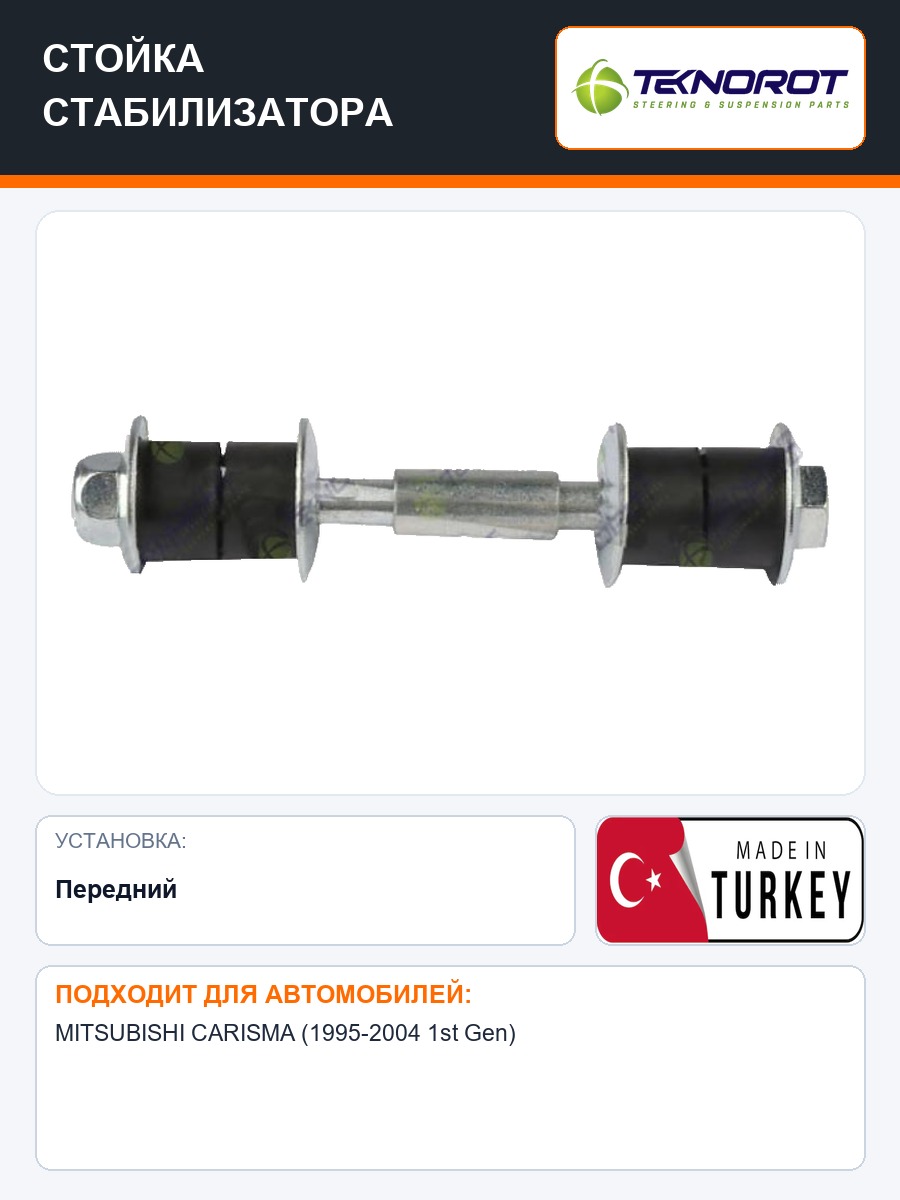 СТОЙКА
СТАБИЛИЗАТОРА
TEKNOROT
STEERING & SUSPENSION PARTS
УСТАНОВКА:
Передний
MADE IN
TURKEY
ПОДХОДИТ ДЛЯ АВТОМОБИЛЕЙ:
MITSUBISHI CARISMA (1995-2004 1st Gen)